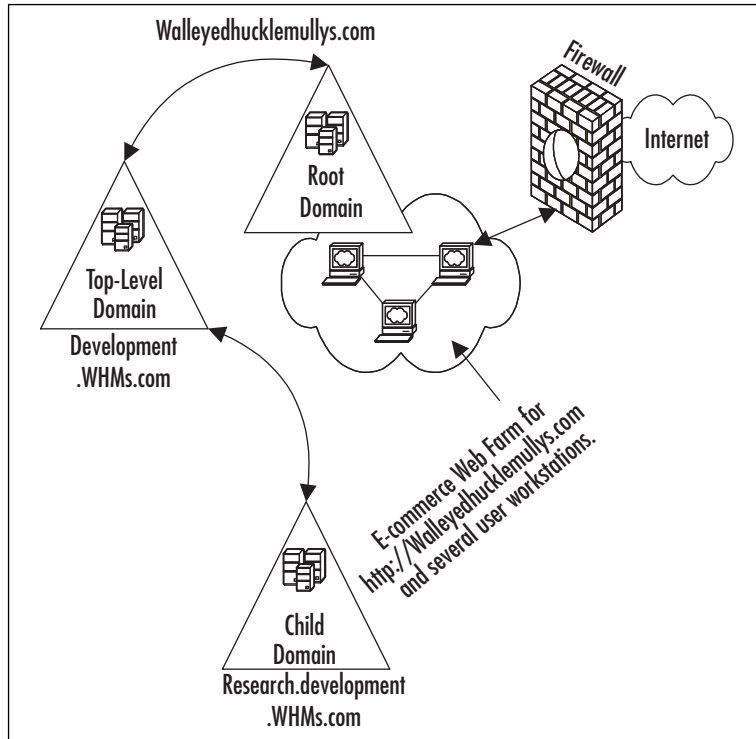 Walleyedhucklemullys.com
Firewall
Internet
Root
Domain
Top-Level
Domain
Development
.WHMs.com
E-commerce Web Farm for
http://Walleyedhucklemullys.com
and several user workstations.
Child
Domain
Research.development
.WHMs.com